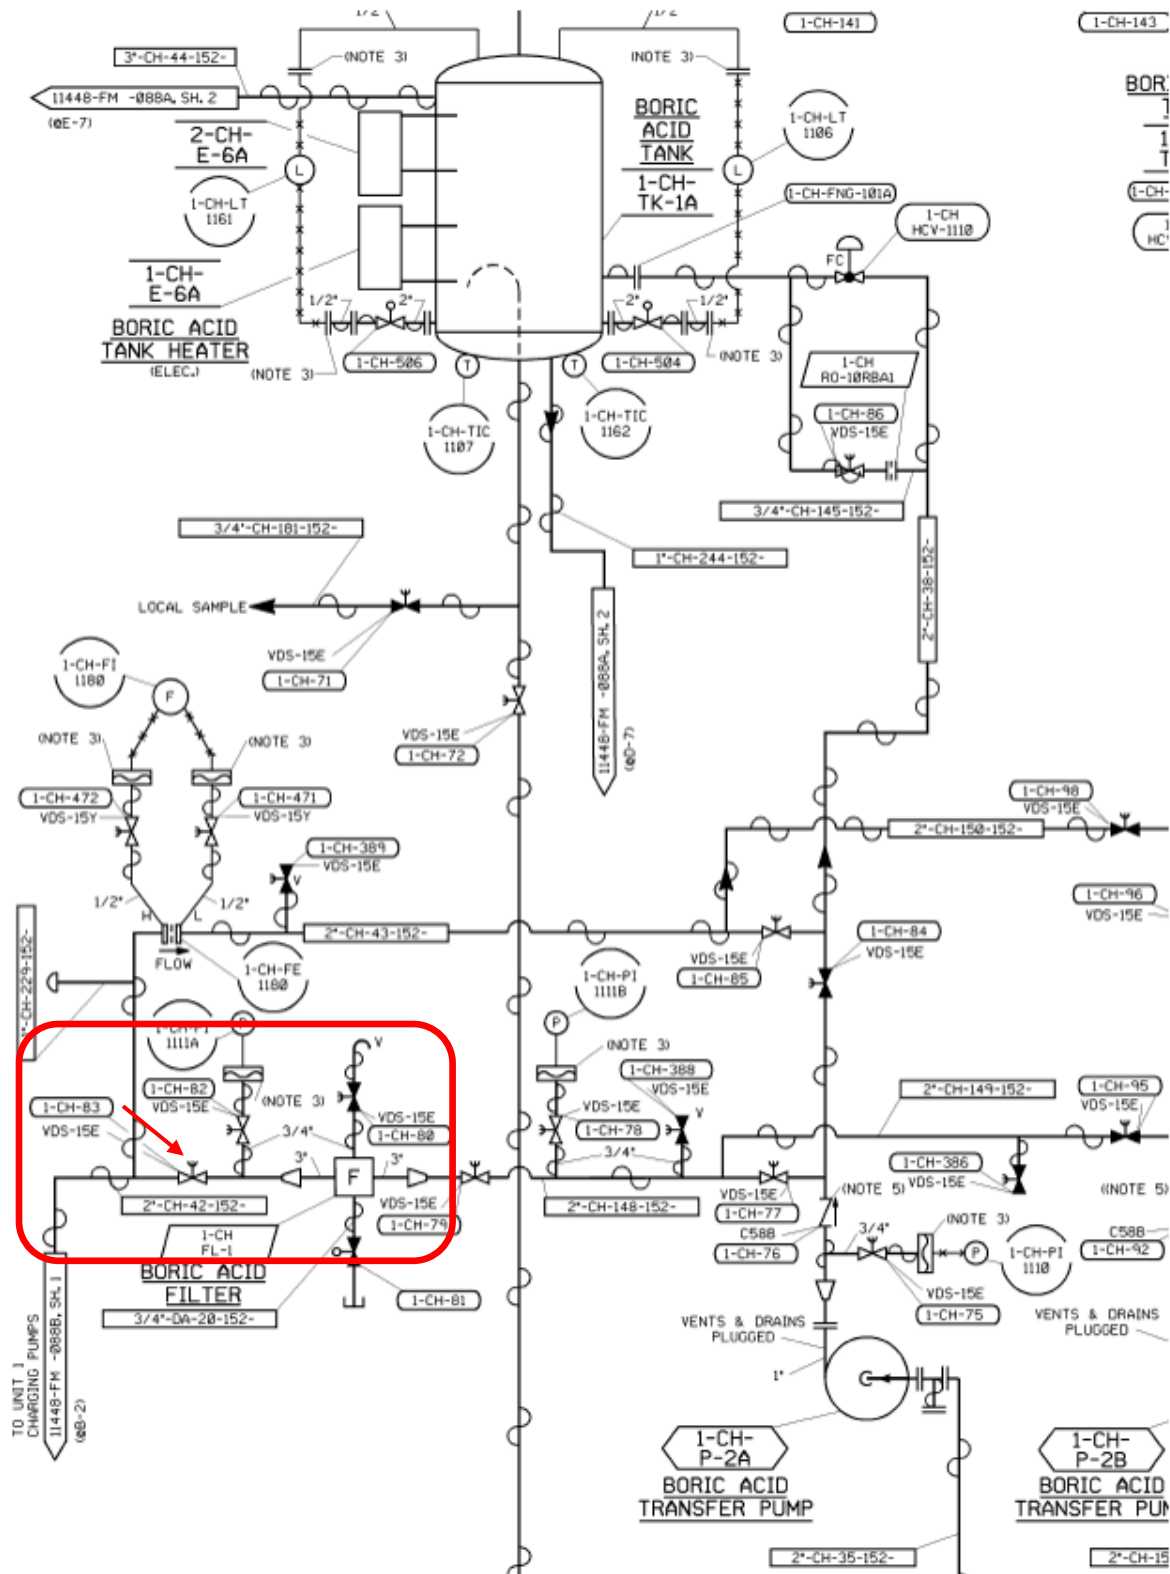 1/2"
1/2
1-CH-141
1-CH-143
3"-CH-44-152-
(NOTE 3)
(NOTE 3)
11448-FM -088A, SH. 2
(@E-7)
BORIC
ACID
TANK
1-CH-LT
1106
2-CH-
E-6A
L
L
1-CH-LT
1161
1-CH-
TK-1A
1-CH-FNG-101A
1-CH
HCV-1110
FC
1-CH-
E-6A
BORIC ACID
TANK HEATER
(ELEC.)
1/2"
2"
2"
1/2"
1-CH-506
(NOTE 3)
1-CH-504
(NOTE 3)
T
T
1-CH-TIC
1107
1-CH-TIC
1162
1-CH
RO-10RBA1
1-CH-86
VDS-15E
3/4"-CH-145-152-
3/4"-CH-181-152-
1"-CH-244-152-
2"-CH-38-152-
LOCAL SAMPLE
VDS-15E
1-CH-71
11448-FM -088A, SH. 2
(@D-7)
1-CH-FI
1180
F
(NOTE 3)
(NOTE 3)
VDS-15E
1-CH-72
1-CH-472
VDS-15Y
1-CH-471
VDS-15Y
1-CH-98
VDS-15E
2"-CH-150-152-
1-CH-389
VDS-15E
V
1/2"
1/2"
H
L
1-CH-96
VDS-15E
2"-CH-43-152-
FLOW
1-CH-FE
1180
1"-CH-229-152-
VDS-15E
1-CH-85
1-CH-84
VDS-15E
1-CH-PI
1111B
P
1-CH-PI
1111A
P
V
(NOTE 3)
1-CH-388
VDS-15E
V
2"-CH-149-152-
1-CH-95
VDS-15E
1-CH-82
VDS-15E
(NOTE 3)
1-CH-83
VDS-15E
VDS-15E
1-CH-80
3/4"
VDS-15E
1-CH-78
3/4"
3"
F
3"
1-CH-386
VDS-15E
2"-CH-42-152-
VDS-15E
1-CH-79
2"-CH-148-152-
VDS-15E
1-CH-77
(NOTE 5)
(NOTE 5)
1-CH
FL-1
C58B
1-CH-76
3/4"
(NOTE 3)
P
1-CH-PI
1110
C58B
1-CH-92
BORIC ACID
FILTER
3/4"-DA-20-152-
1-CH-81
VDS-15E
1-CH-75
VENTS & DRAINS
PLUGGED
VENTS & DRAINS
PLUGGED
TO UNIT 1
CHARGING PUMPS
11448-FM -088B, SH. 1
(@B-2)
1"
C
1-CH-
P-2A
BORIC ACID
TRANSFER PUMP
1-CH-
P-2B
BORIC ACID
TRANSFER PUM
2"-CH-35-152-
2"-CH-15